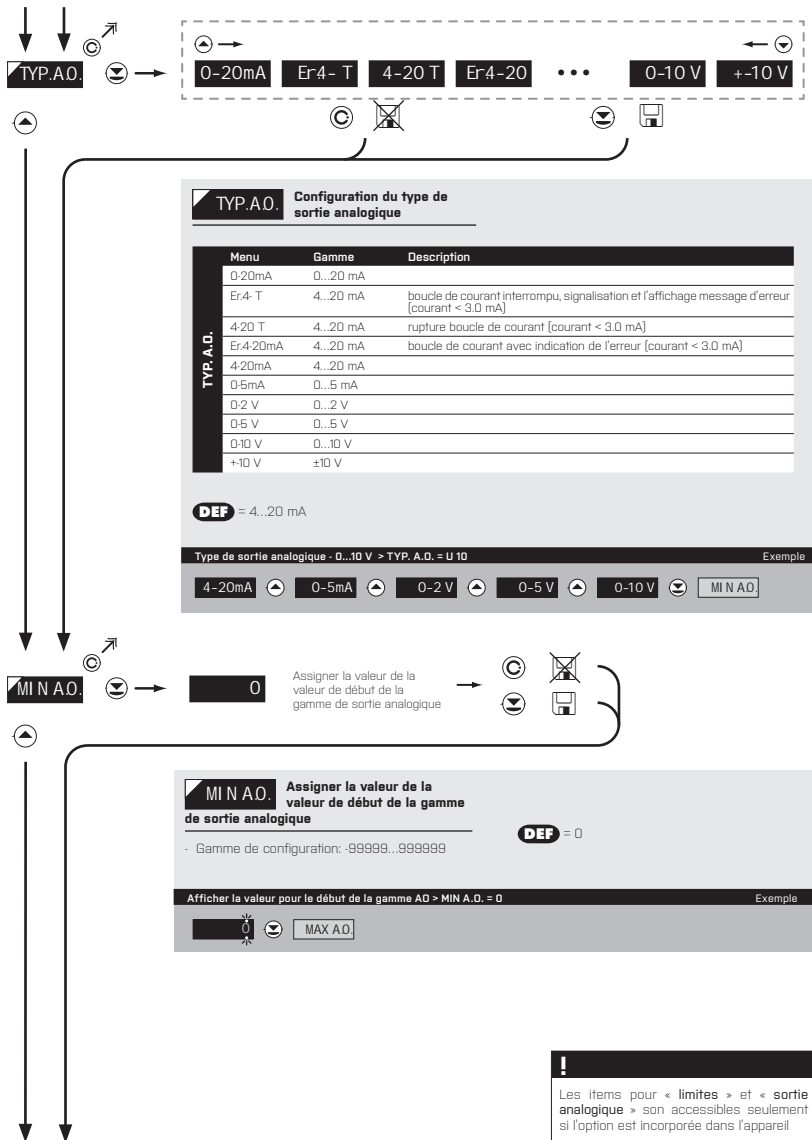 TYP.A.O.
0-20mA Er4- T 4-20 T Er4-20 ••• 0-10 V +-10 V
TYP.A.O. Configuration du type de
sortie analogique
Menu Gamme Description
TYP. A.O.
0-20mA 0...20 mA
Er.4- T 4...20 mA boucle de courant interrompu, signalisation et l'affichage message d'erreur
(courant < 3.0 mA)
4-20 T 4...20 mA rupture boucle de courant (courant < 3.0 mA)
Er.4-20mA 4...20 mA boucle de courant avec indication de l'erreur (courant < 3.0 mA)
4-20mA 4...20 mA
0-5mA 0...5 mA
0-2 V 0...2 V
0-5 V 0...5 V
0-10 V 0...10 V
+-10 V ±10 V
DEF = 4...20 mA
Type de sortie analogique - 0...10 V > TYP. A.O. = U 10 Exemple
4-20mA 0-5mA 0-2 V 0-5 V 0-10 V MI N A.O.
MI N A.O.
0
Assigner la valeur de la
valeur de début de la
gamme de sortie analogique
MI N A.O. Assigner la valeur de la
valeur de début de la gamme
de sortie analogique
DEF = 0
- Gamme de configuration: -99999...999999
Afficher la valeur pour le début de la gamme AO > MIN A.O. = 0 Exemple
0 MAX A.O.
!
Les items pour « limites » et « sortie
analogique » son accessibles seulement
si l'option est incorporée dans l'appareil